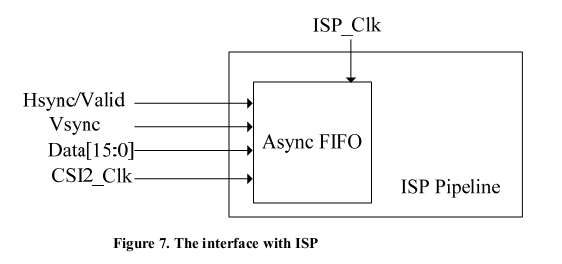 ISP_Clk
Hsync/Valid
Vsync
Data[15:0]
CSI2_Clk
Async FIFO
ISP Pipeline
Figure 7. The interface with ISP